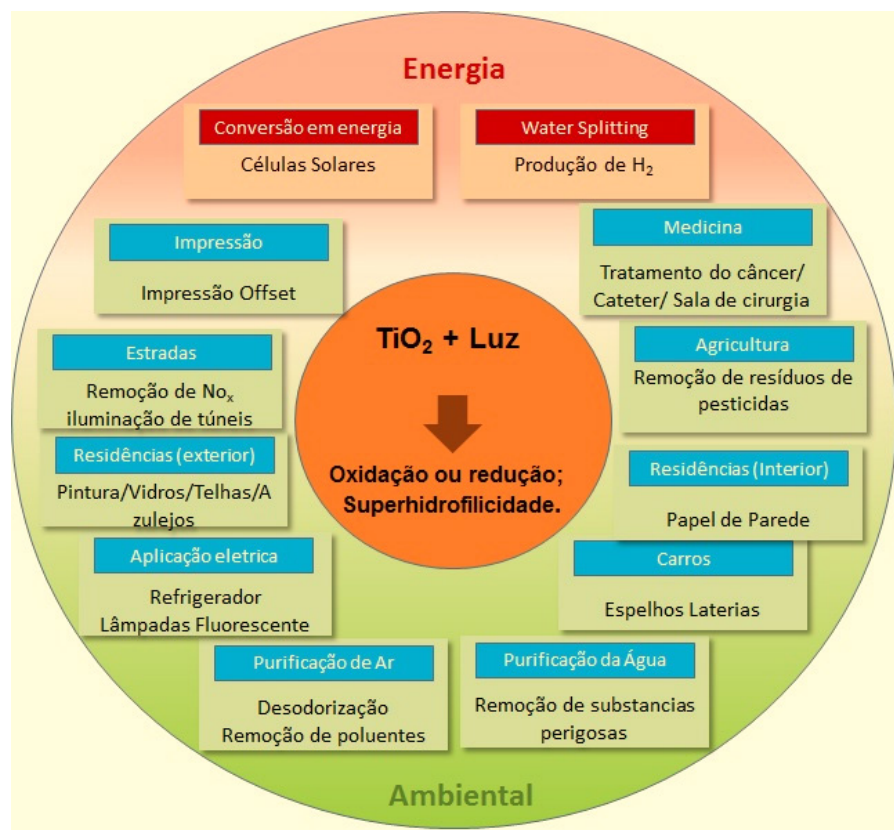 Energia
Conversão em energia
Células Solares
Water Splitting
Produção de H₂
Impressão
Impressão Offset
Medicina
Tratamento do câncer/
Cateter/ Sala de cirurgia
TiO₂ + Luz
Oxidação ou redução;
Superhidrofilicidade.
Estradas
Remoção de Noₓ
iluminação de túneis
Agricultura
Remoção de resíduos de
pesticidas
Residências (exterior)
Pintura/Vidros/Telhas/A
zulejos
Residências (Interior)
Papel de Parede
Aplicação eletrica
Refrigerador
Lâmpadas Fluorescente
Carros
Espelhos Laterias
Purificação de Ar
Desodorização
Remoção de poluentes
Purificação da Água
Remoção de substancias
perigosas
Ambiental